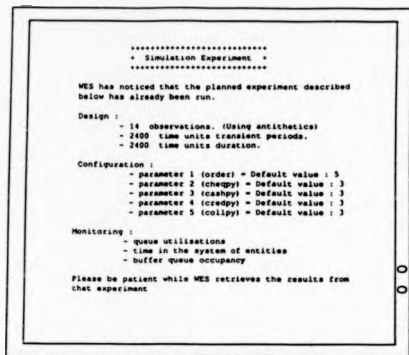 ***************************
* Simulation Experiment *
***************************
WES has noticed that the planned experiment described
below has already been run.
Design :
- 14 observations. (Using antithetics)
- 2400 time units transient periods.
- 2400 time units duration.
Configuration :
- parameter 1 (order) = Default value : 5
- parameter 2 (cheqpy) = Default value : 3
- parameter 3 (cashpy) = Default value : 3
- parameter 4 (credpy) = Default value : 3
- parameter 5 (collpy) = Default value : 3
Monitoring :
- queue utilisations
- time in the system of entities
- buffer queue occupancy
Please be patient while WES retrieves the results from
that experiment